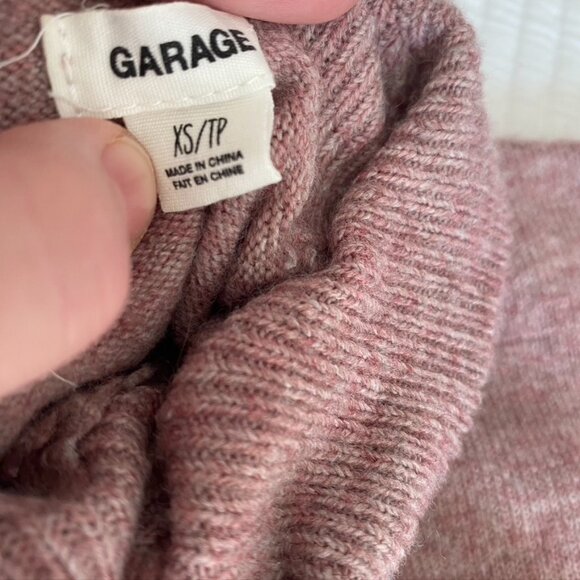 GARAGE
XS/TP
MADE IN CHINA
FAIT EN CHINE